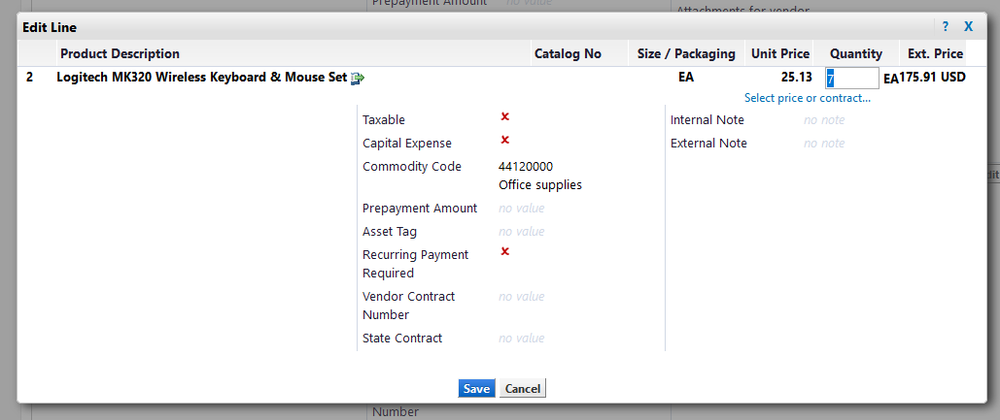 Prepayment Amount no value
Attachments for vendor
Edit Line ? X
Product Description Catalog No Size / Packaging Unit Price Quantity Ext. Price
2 Logitech MK320 Wireless Keyboard & Mouse Set EA 25.13 7 EA 175.91 USD
Select price or contract...
Taxable
Capital Expense
Commodity Code 44120000
Office supplies
Prepayment Amount no value
Asset Tag no value
Recurring Payment
Required
Vendor Contract no value
Number
State Contract no value
Internal Note no note
External Note no note
Save Cancel
Number